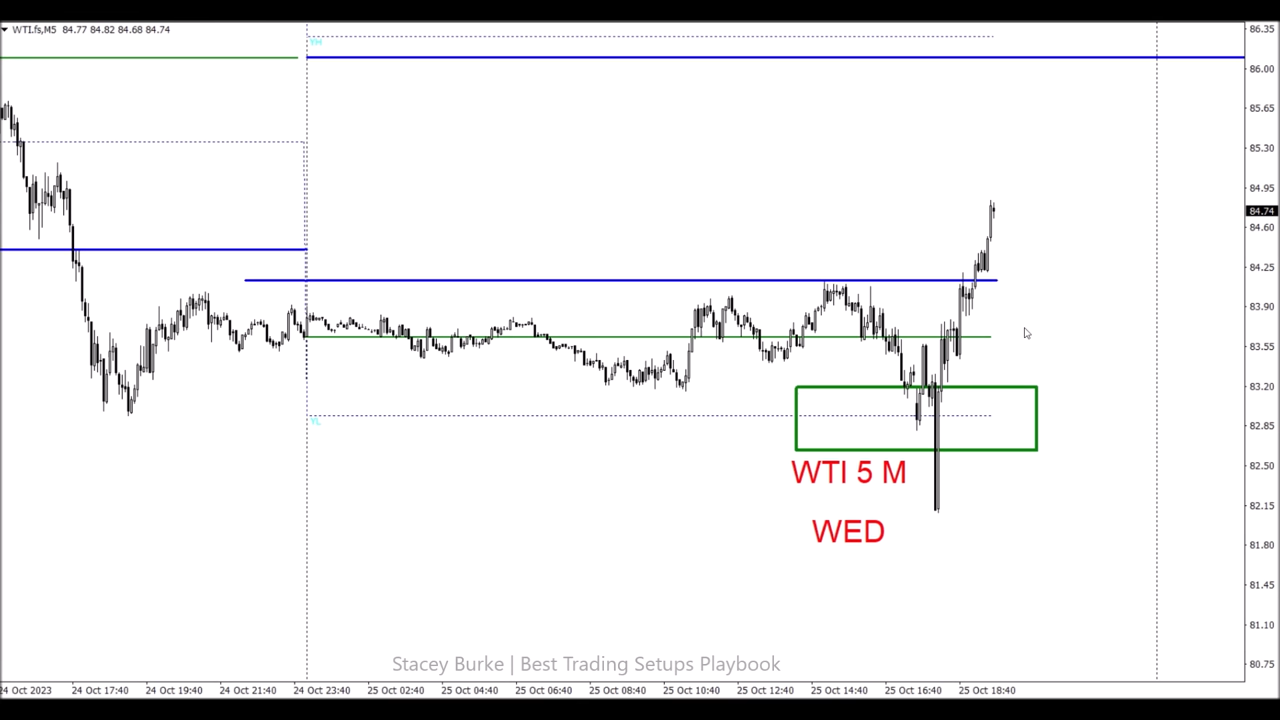 WTI.fs,M5 84.77 84.82 84.68 84.74
YH
86.35
86.00
85.65
85.30
84.95
84.74
84.60
84.25
83.90
83.55
83.20
YL
82.85
WTI 5 M
82.50
82.15
WED
81.80
81.45
81.10
Stacey Burke | Best Trading Setups Playbook
80.75
24 Oct 2023 24 Oct 17:40 24 Oct 19:40 24 Oct 21:40 24 Oct 23:40 25 Oct 02:40 25 Oct 04:40 25 Oct 06:40 25 Oct 08:40 25 Oct 10:40 25 Oct 12:40 25 Oct 14:40 25 Oct 16:40 25 Oct 18:40